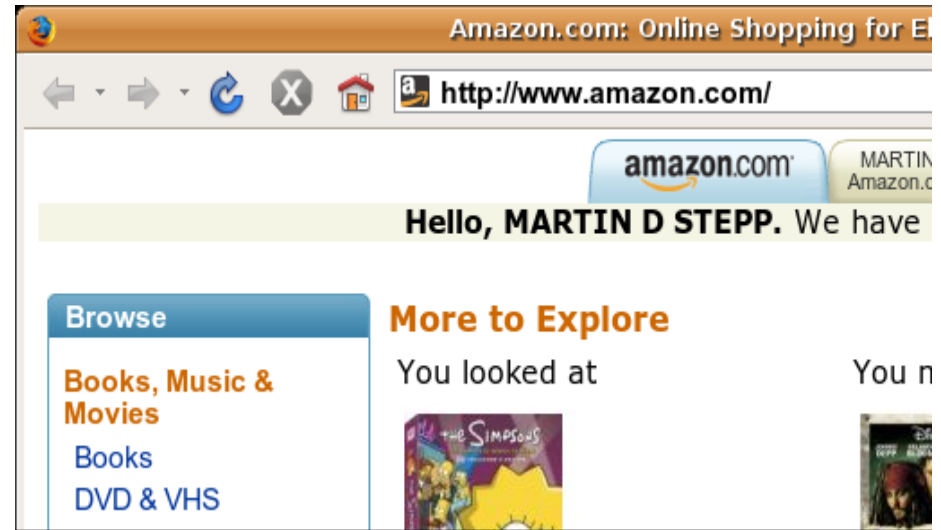 Amazon.com: Online Shopping for El
http://www.amazon.com/
amazon.com
MARTIN
Amazon.c
Hello, MARTIN D STEPP. We have
Browse
More to Explore
Books, Music &
Movies
You looked at
You n
Books
DVD & VHS
THE SIMPSONS
DEPP